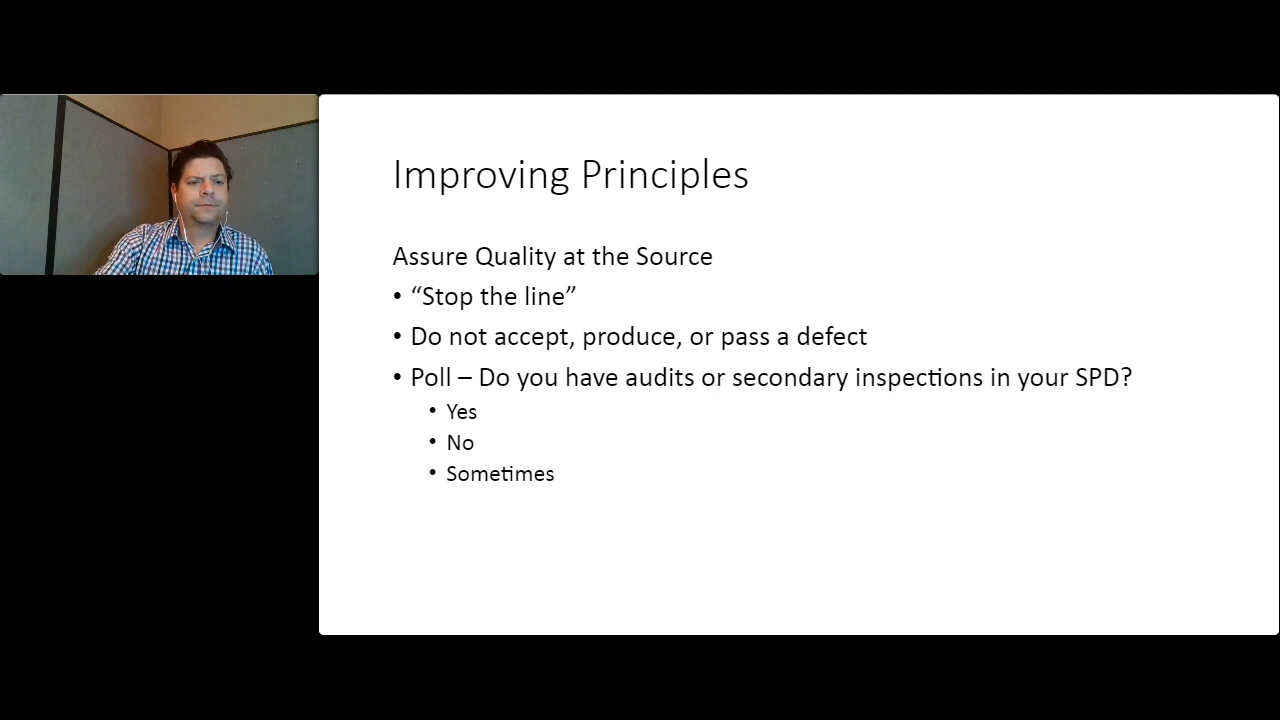 Improving Principles
Assure Quality at the Source
• “Stop the line”
• Do not accept, produce, or pass a defect
• Poll – Do you have audits or secondary inspections in your SPD?
• Yes
• No
• Sometimes